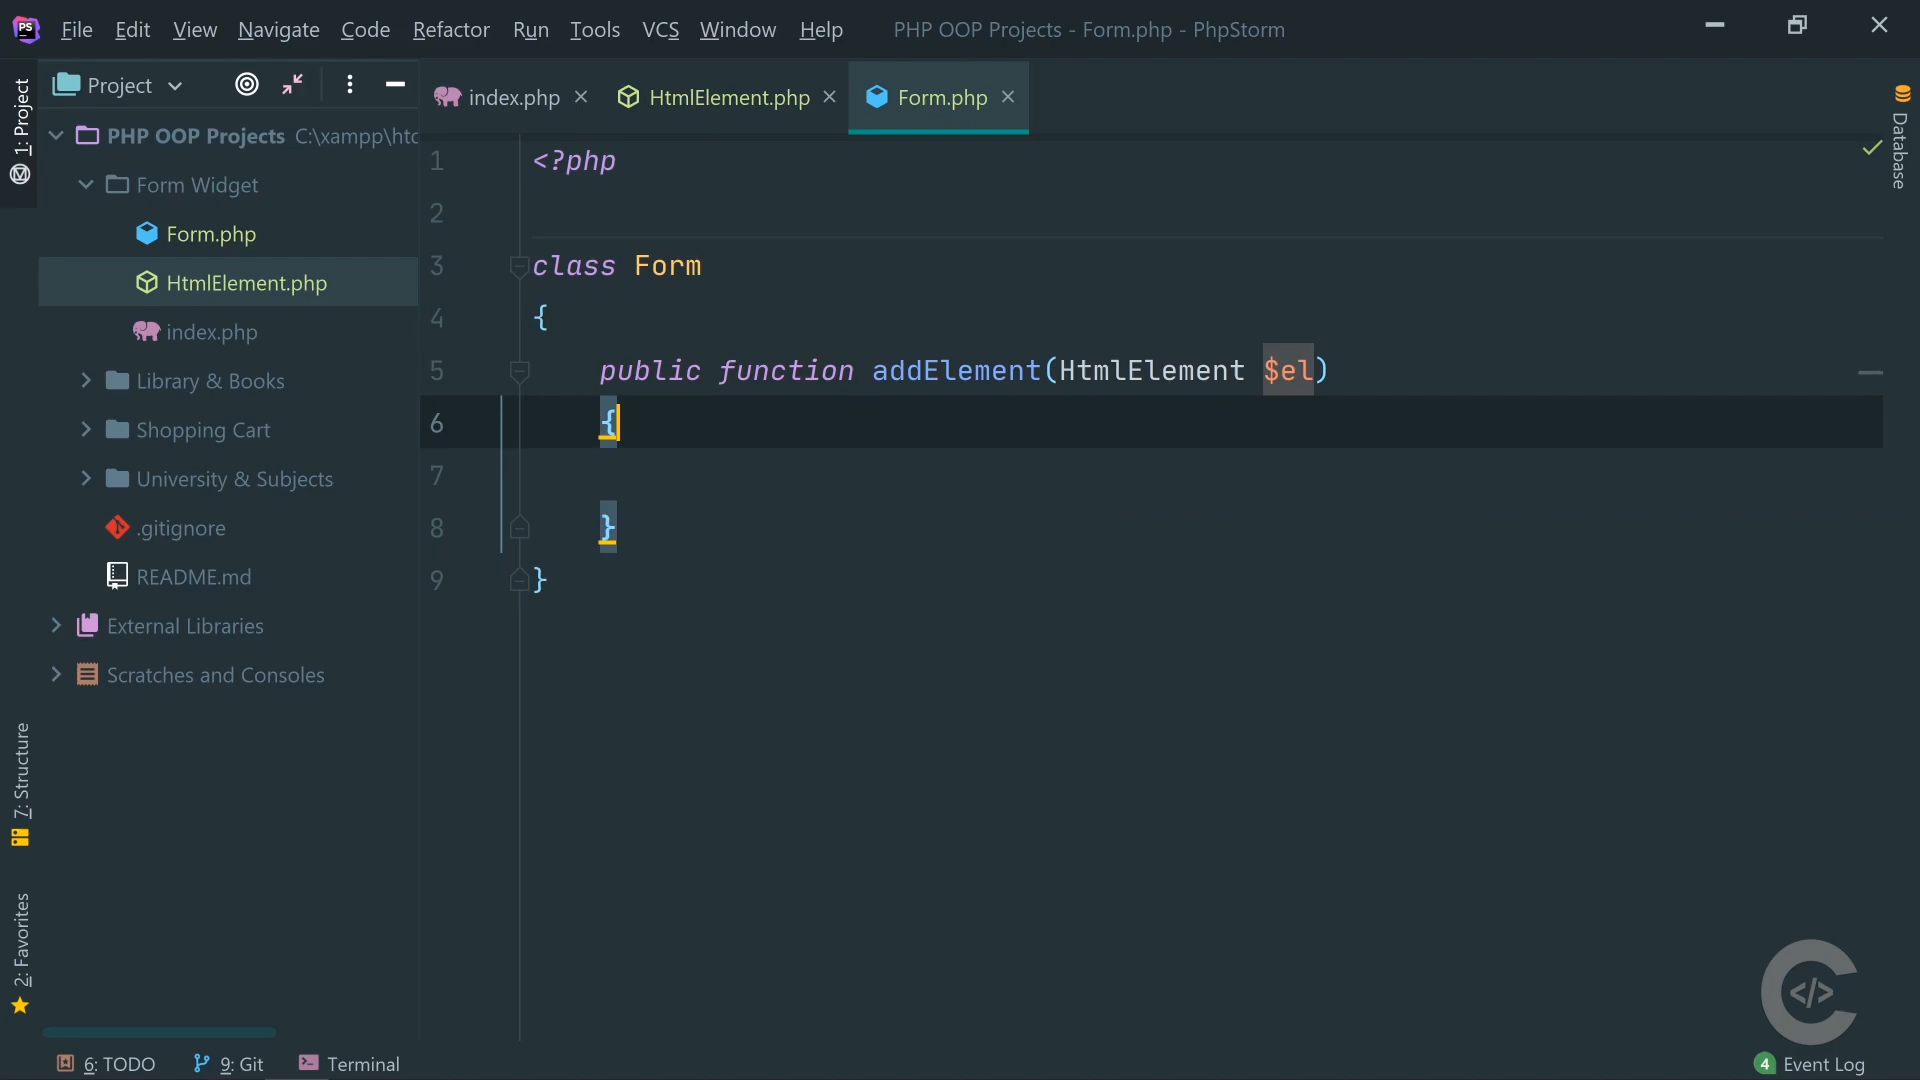 PS File Edit View Navigate Code Refactor Run Tools VCS Window Help PHP OOP Projects - Form.php - PhpStorm
1: Project
Project
index.php HtmlElement.php Form.php
Database
PHP OOP Projects C:\xampp\htc
Form Widget
Form.php
HtmlElement.php
index.php
Library & Books
Shopping Cart
University & Subjects
.gitignore
README.md
External Libraries
Scratches and Consoles
7: Structure
2: Favorites
1 <?php
2
3 class Form
4 {
5 public function addElement(HtmlElement $el)
6 {
7
8 }
9 }
</>
6: TODO 9: Git Terminal 4 Event Log